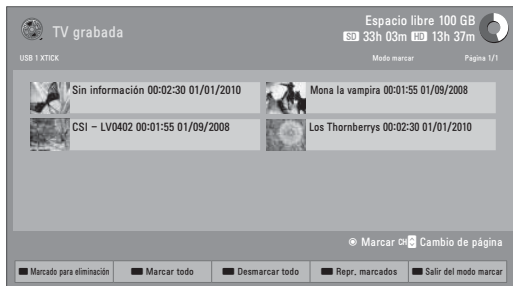 TV grabada
Espacio libre 100 GB
SD 33h 03m HD 13h 37m
USB 1 XTICK
Modo marcar
Página 1/1
Sin información 00:02:30 01/01/2010
Mona la vampira 00:01:55 01/09/2008
CSI - LV0402 00:01:55 01/09/2008
Los Thornberrys 00:02:30 01/01/2010
Marcar CH Cambio de página
Marcado para eliminación
Marcar todo
Desmarcar todo
Repr. marcados
Salir del modo marcar